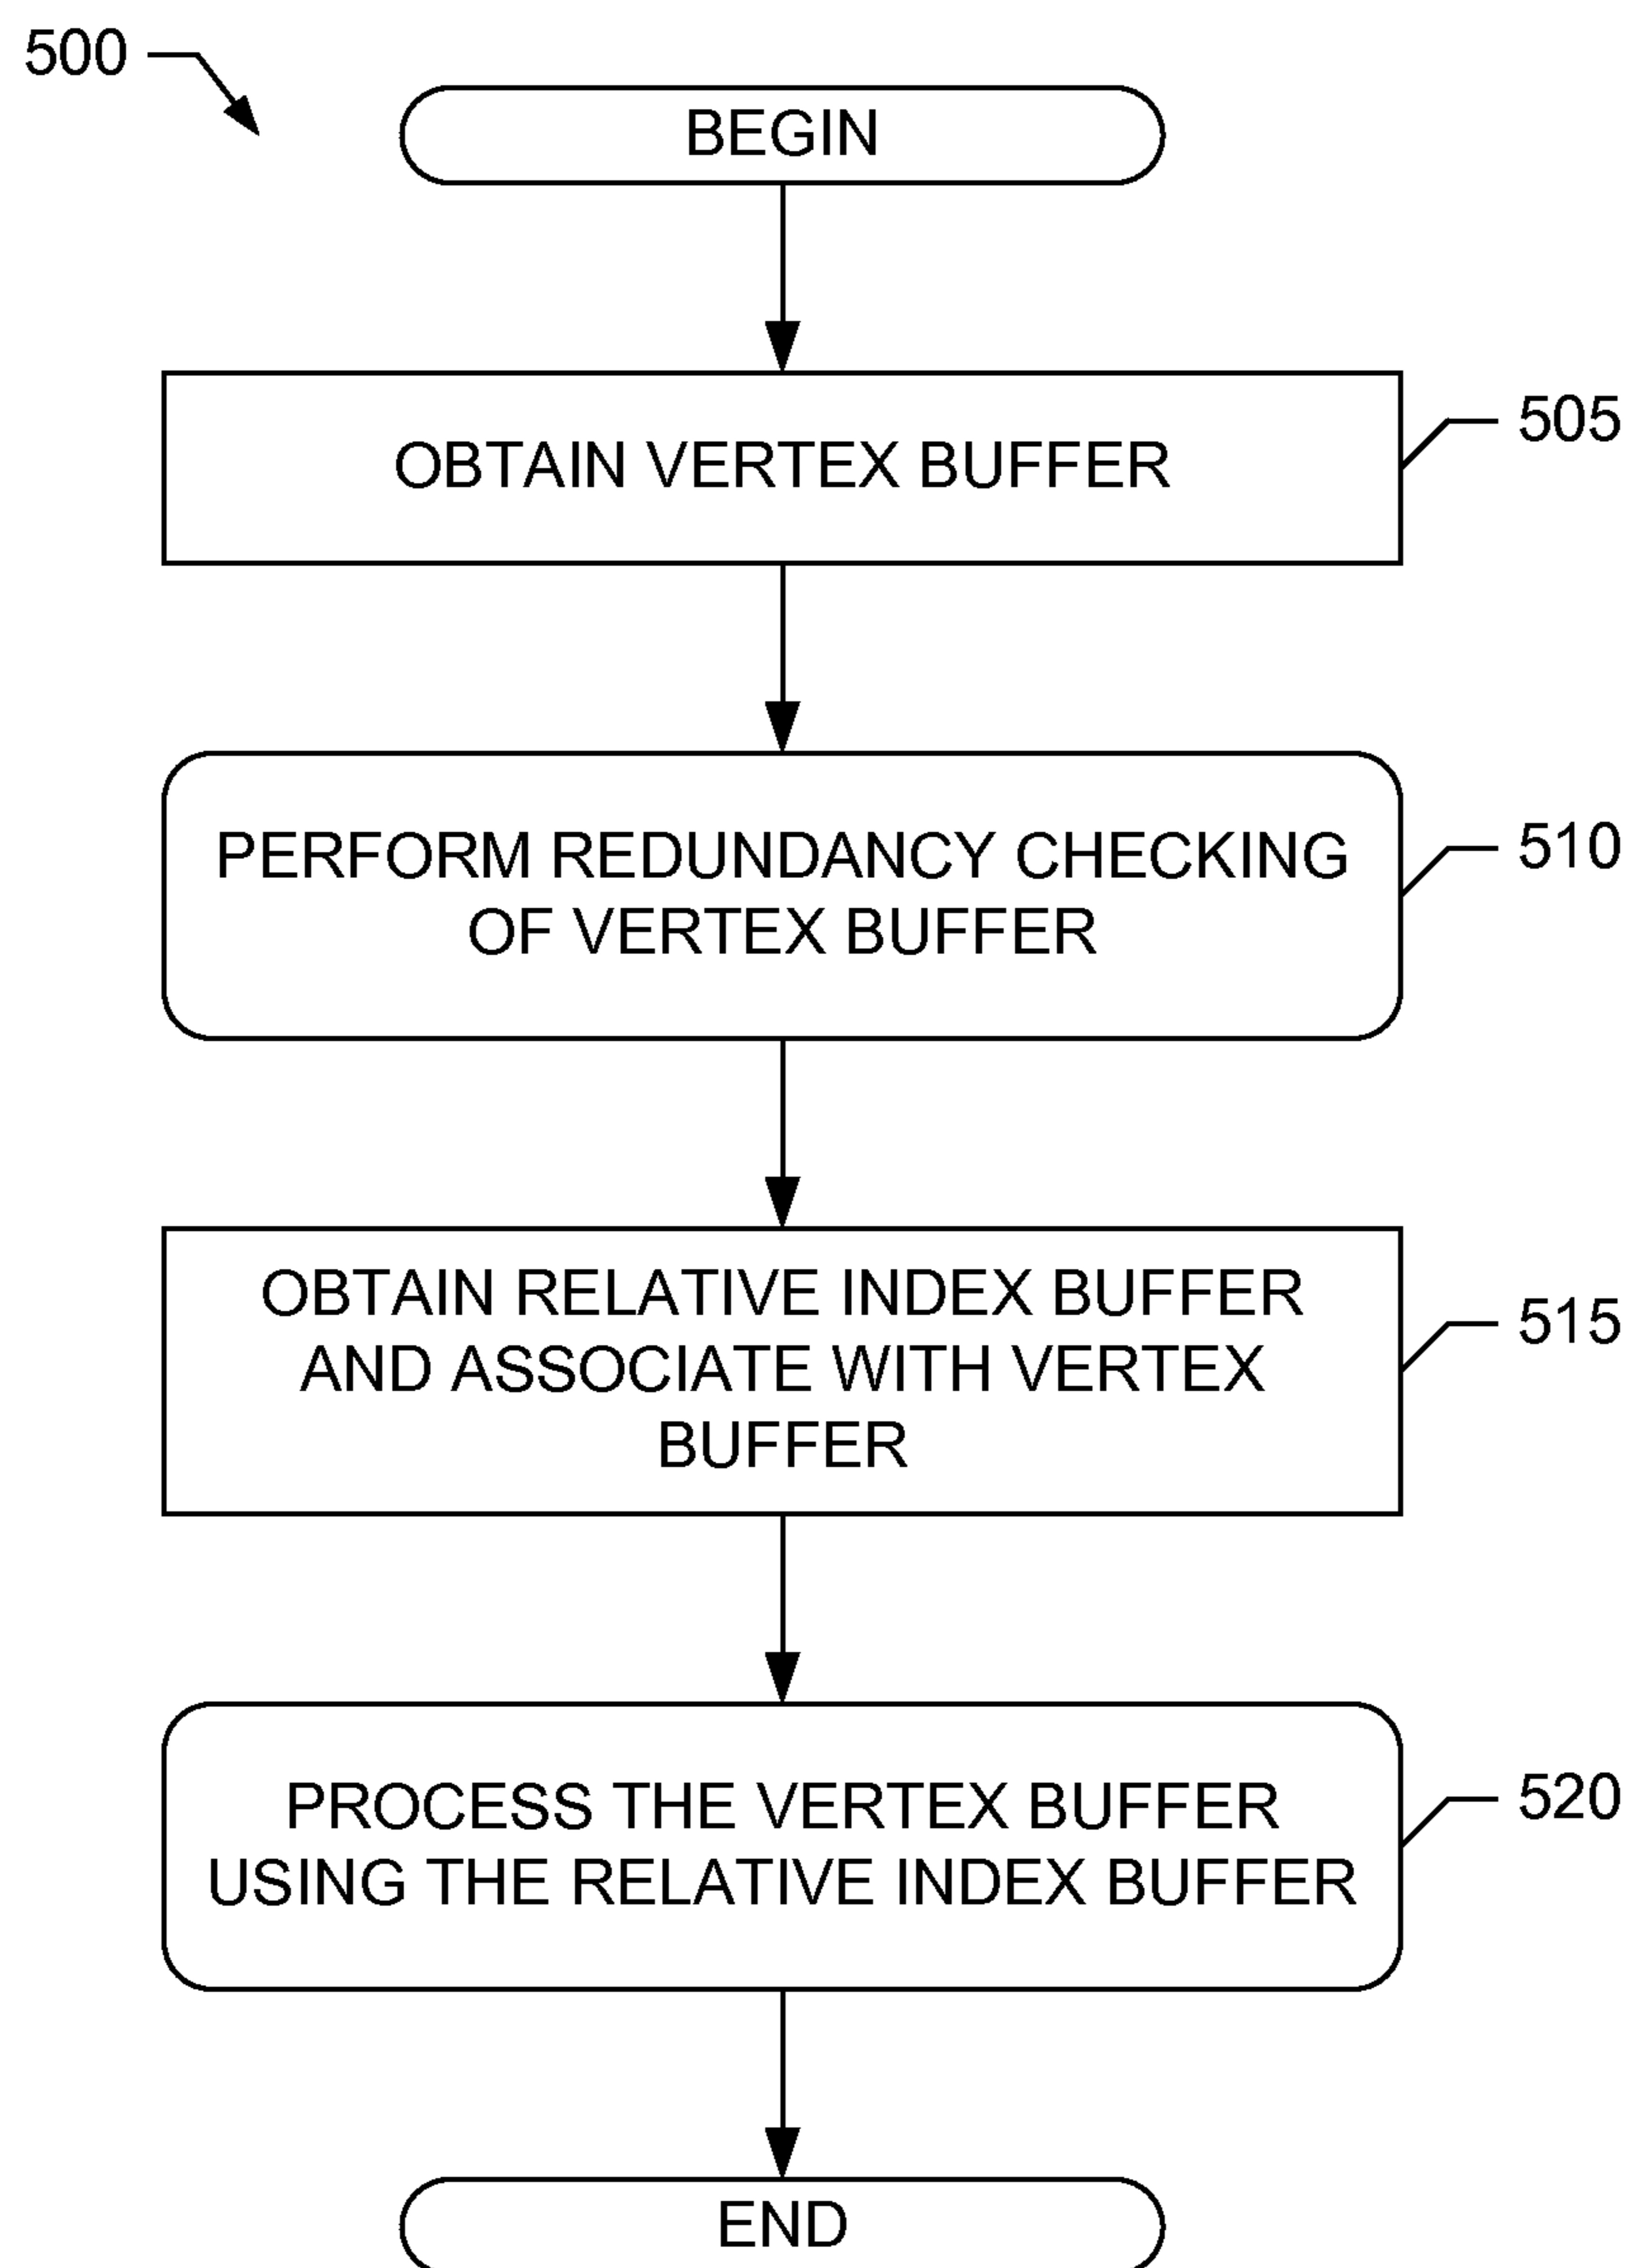 500
BEGIN
OBTAIN VERTEX BUFFER
505
PERFORM REDUNDANCY CHECKING
OF VERTEX BUFFER
510
OBTAIN RELATIVE INDEX BUFFER
AND ASSOCIATE WITH VERTEX
BUFFER
515
PROCESS THE VERTEX BUFFER
USING THE RELATIVE INDEX BUFFER
520
END